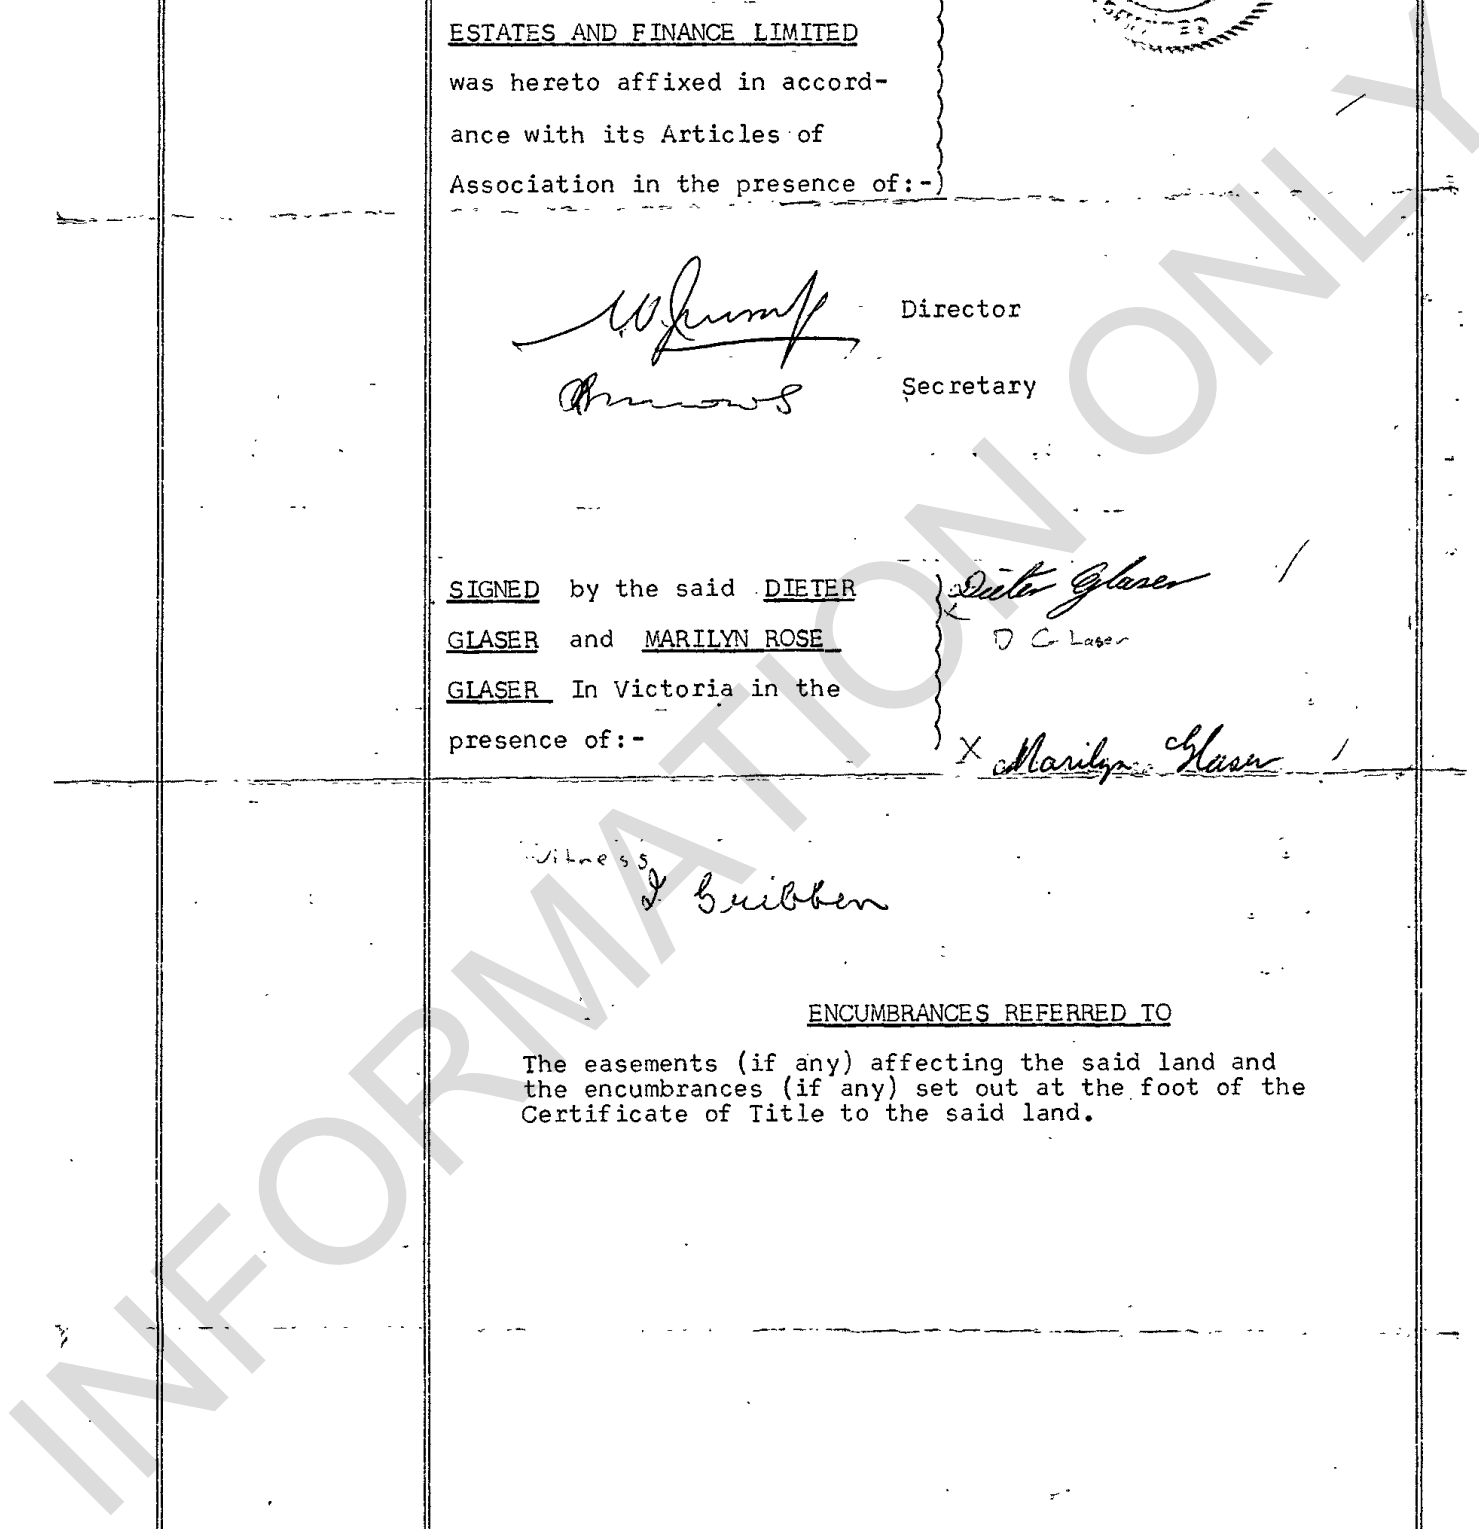 ESTATES AND FINANCE LIMITED
was hereto affixed in accord-
ance with its Articles of
Association in the presence of:-)
Director
Secretary
SIGNED by the said DIETER
GLASER and MARILYN ROSE
GLASER In Victoria in the
presence of:-
X Dieter Glaser
D Glaser
X Marilyn Glaser
Witness
Gribben
ENCUMBRANCES REFERRED TO
The easements (if any) affecting the said land and
the encumbrances (if any) set out at the foot of the
Certificate of Title to the said land.
INFORMATION ONLY